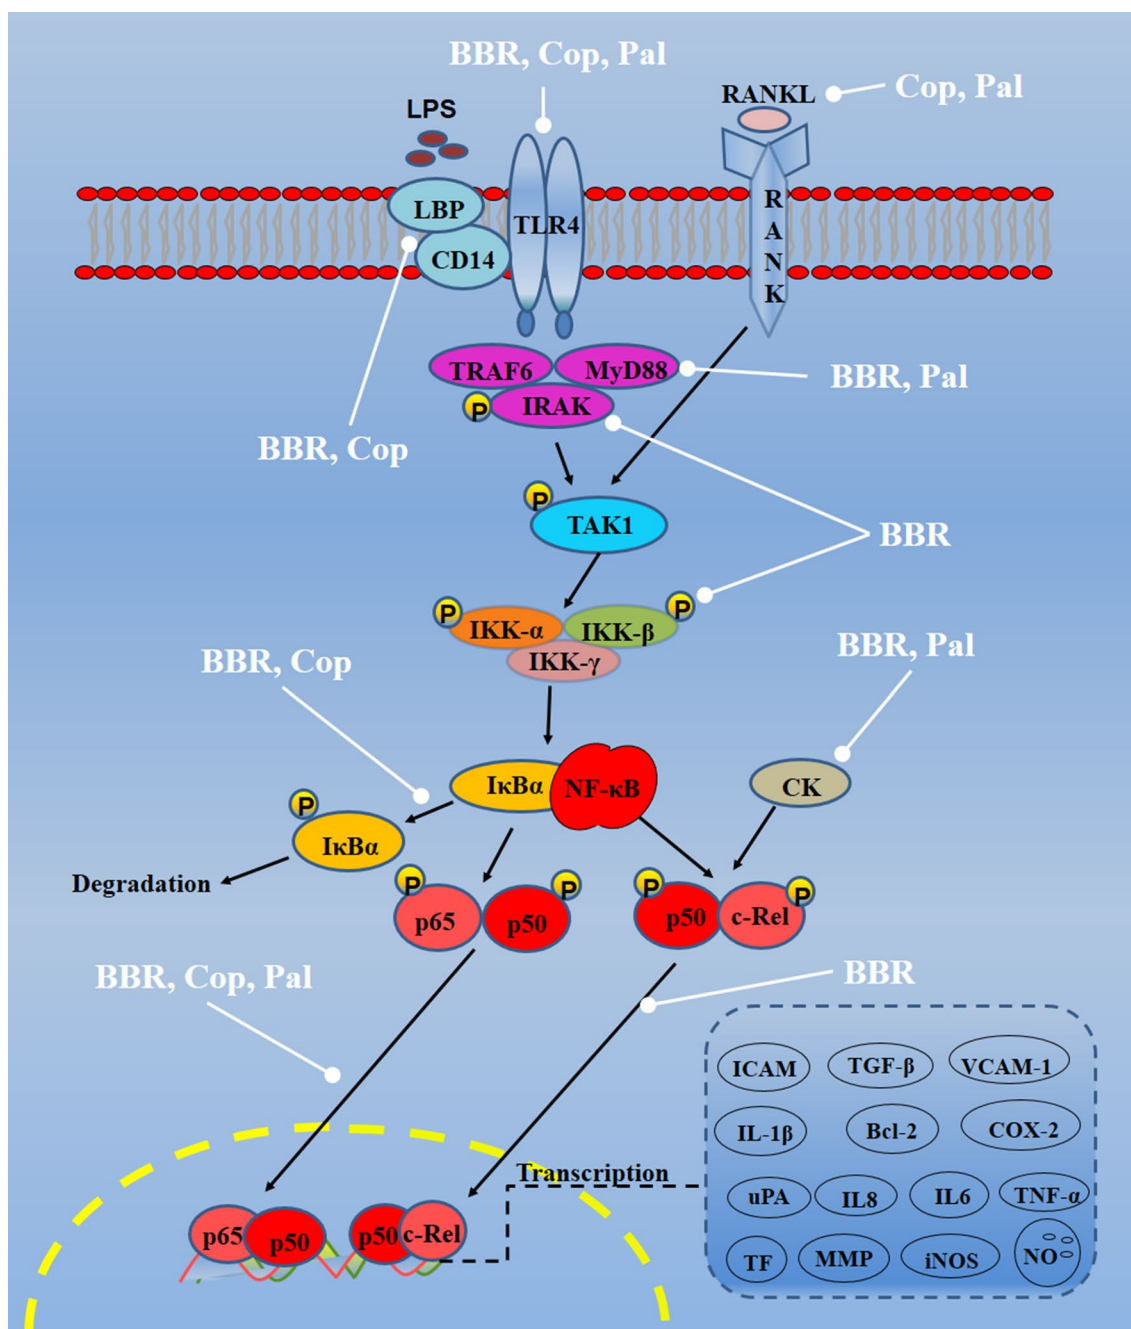 BBR, Cop, Pal
RANKL
Cop, Pal
LPS
LBP
CD14
TLR4
R
A
N
K
TRAF6
MyD88
BBR, Pal
P
IRAK
BBR, Cop
P
TAK1
BBR
P
P
IKK-α
IKK-β
IKK-γ
BBR, Cop
BBR, Pal
IκBα
NF-κB
CK
P
IκBα
Degradation
P
P
P
P
p65
p50
p50
c-Rel
BBR, Cop, Pal
BBR
ICAM
TGF-β
VCAM-1
IL-1β
Bcl-2
COX-2
Transcription
uPA
IL8
IL6
TNF-α
p65
p50
p50
c-Rel
TF
MMP
iNOS
NO